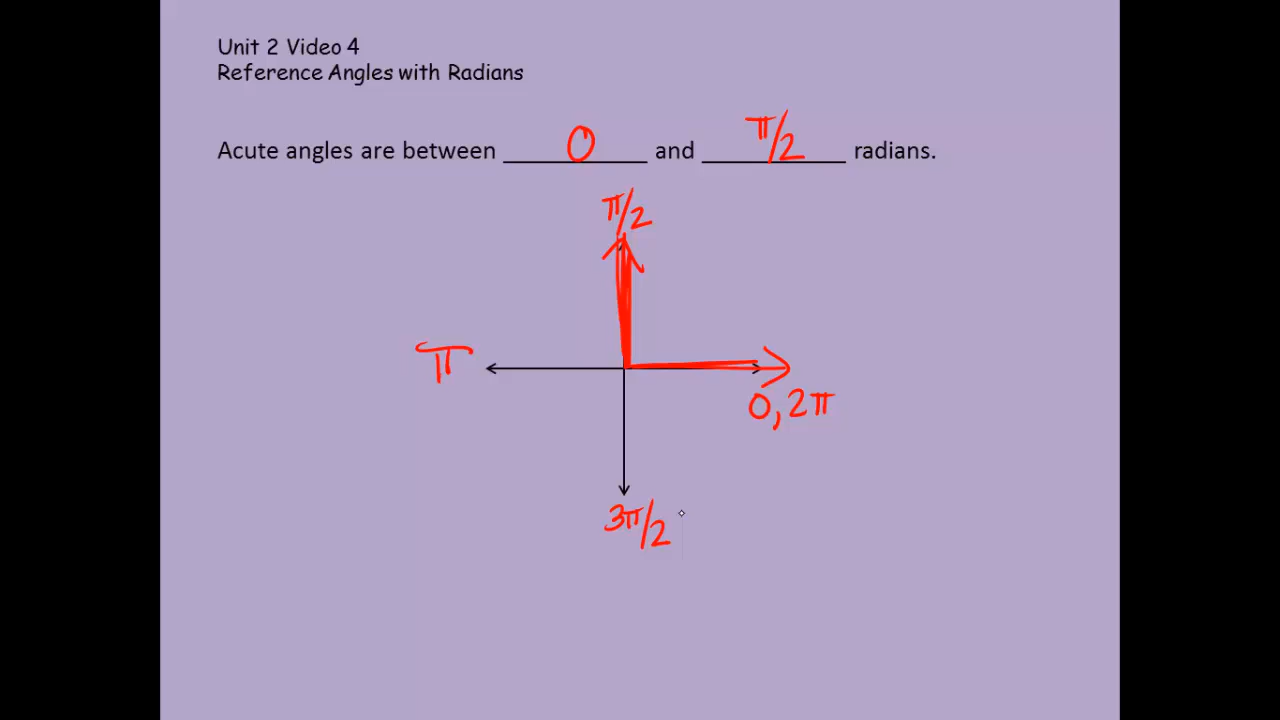 Unit 2 Video 4
Reference Angles with Radians
Acute angles are between 0 and π/2 radians.
π/2
π
0, 2π
3π/2